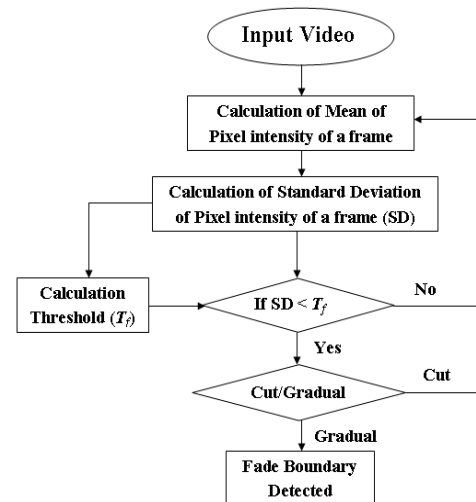 Input Video
Calculation of Mean of
Pixel intensity of a frame
Calculation of Standard Deviation
of Pixel intensity of a frame (SD)
Calculation
Threshold (Tf)
If SD < Tf
No
Yes
Cut/Gradual
Cut
Gradual
Fade Boundary
Detected